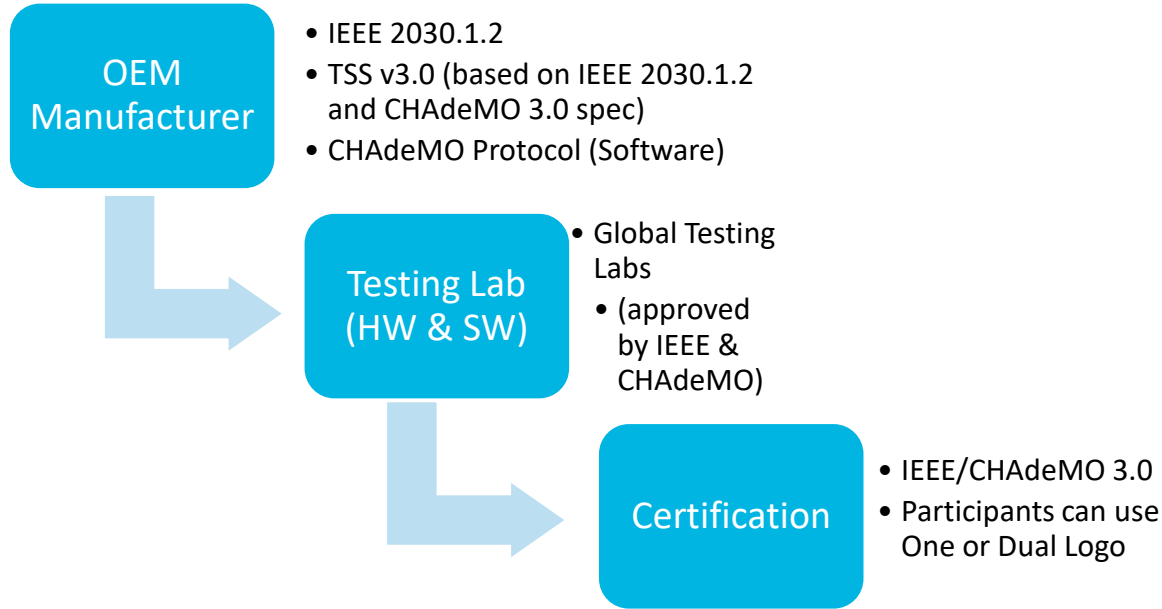 OEM
Manufacturer
• IEEE 2030.1.2
• TSS v3.0 (based on IEEE 2030.1.2
and CHAdeMO 3.0 spec)
• CHAdeMO Protocol (Software)
Testing Lab
(HW & SW)
• Global Testing
Labs
• (approved
by IEEE &
CHAdeMO)
Certification
• IEEE/CHAdeMO 3.0
• Participants can use
One or Dual Logo